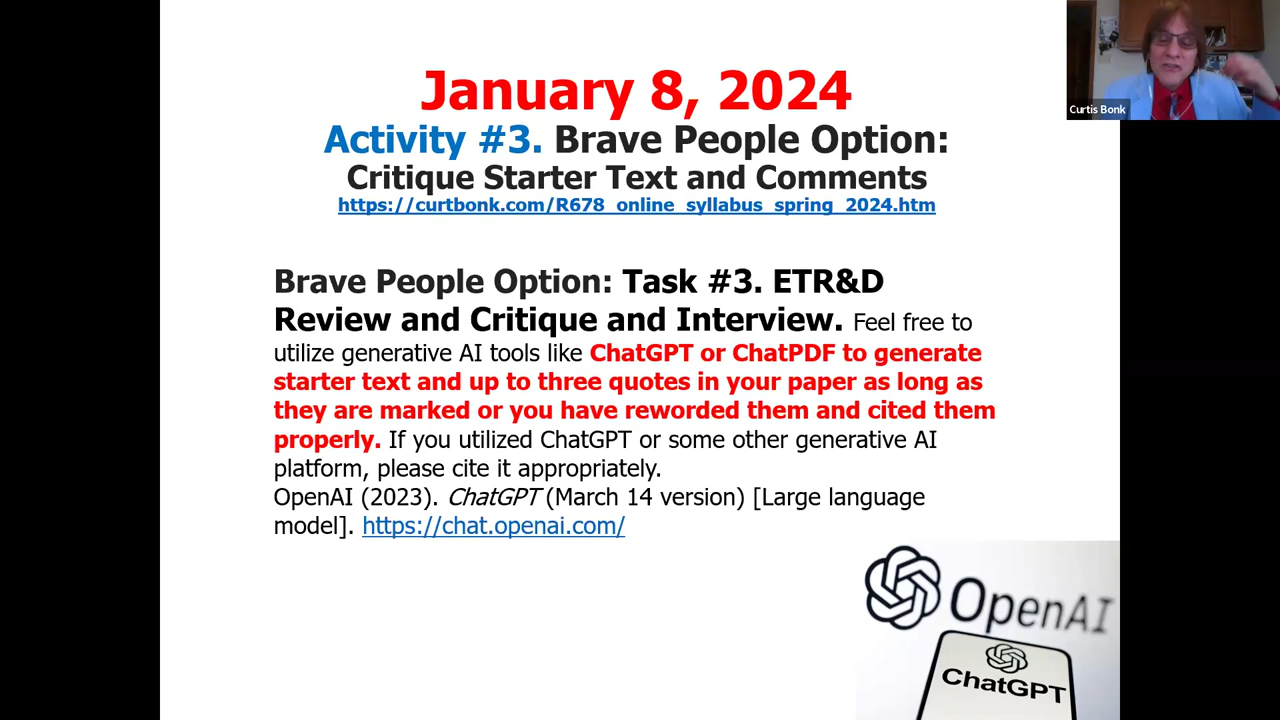 January 8, 2024
Activity #3. Brave People Option:
Critique Starter Text and Comments
https://curtbonk.com/R678_online_syllabus_spring_2024.htm
Curtis Bonk
Brave People Option: Task #3. ETR&D
Review and Critique and Interview. Feel free to
utilize generative AI tools like ChatGPT or ChatPDF to generate
starter text and up to three quotes in your paper as long as
they are marked or you have reworded them and cited them
properly. If you utilized ChatGPT or some other generative AI
platform, please cite it appropriately.
OpenAI (2023). ChatGPT (March 14 version) [Large language
model]. https://chat.openai.com/
OpenAI
ChatGPT